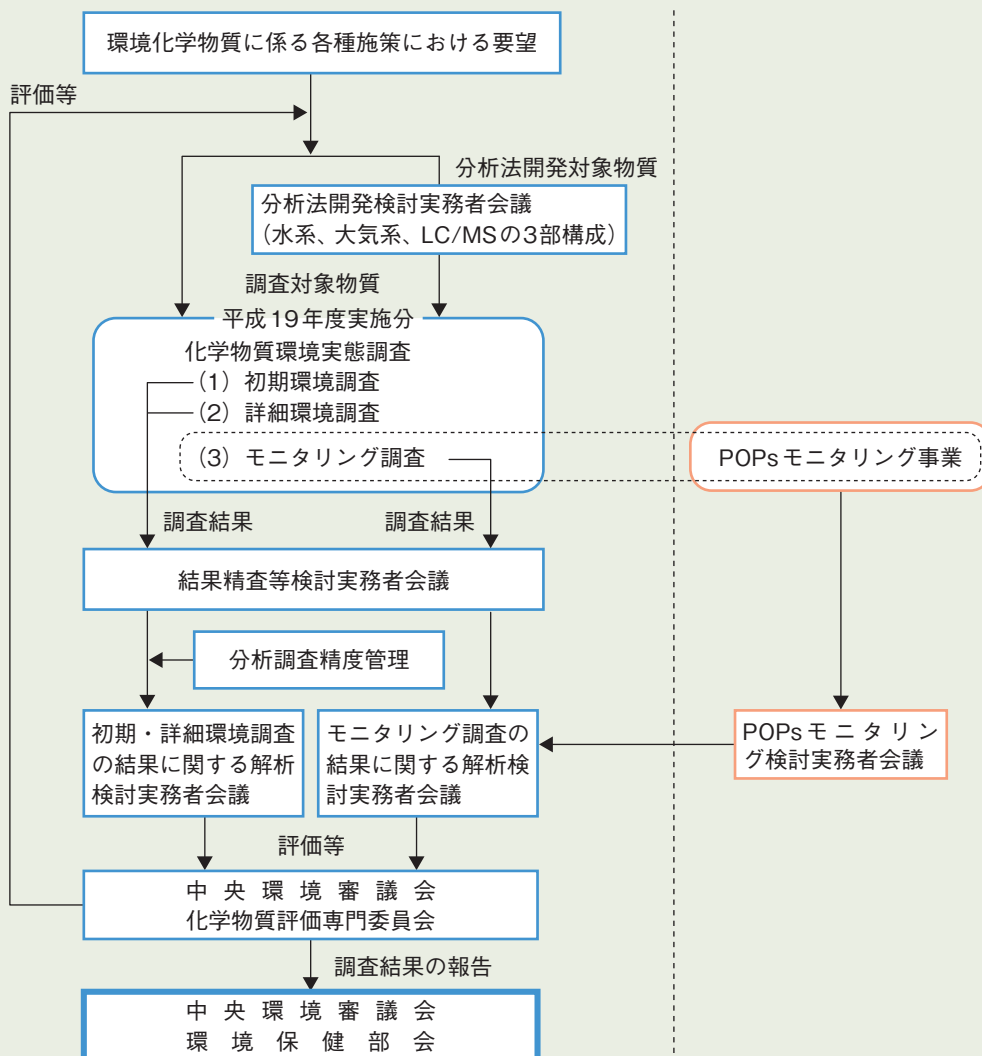 環境化学物質に係る各種施策における要望
評価等
分析法開発対象物質
分析法開発検討実務者会議
（水系、大気系、LC/MSの3部構成）
調査対象物質
平成19年度実施分
化学物質環境実態調査
（1）初期環境調査
（2）詳細環境調査
（3）モニタリング調査
POPsモニタリング事業
調査結果
調査結果
結果精査等検討実務者会議
分析調査精度管理
初期・詳細環境調査
の結果に関する解析
検討実務者会議
モニタリング調査の
結果に関する解析検
討実務者会議
POPsモニタリン
グ検討実務者会議
評価等
中央環境審議会
化学物質評価専門委員会
調査結果の報告
中央環境審議会
環境保健部会